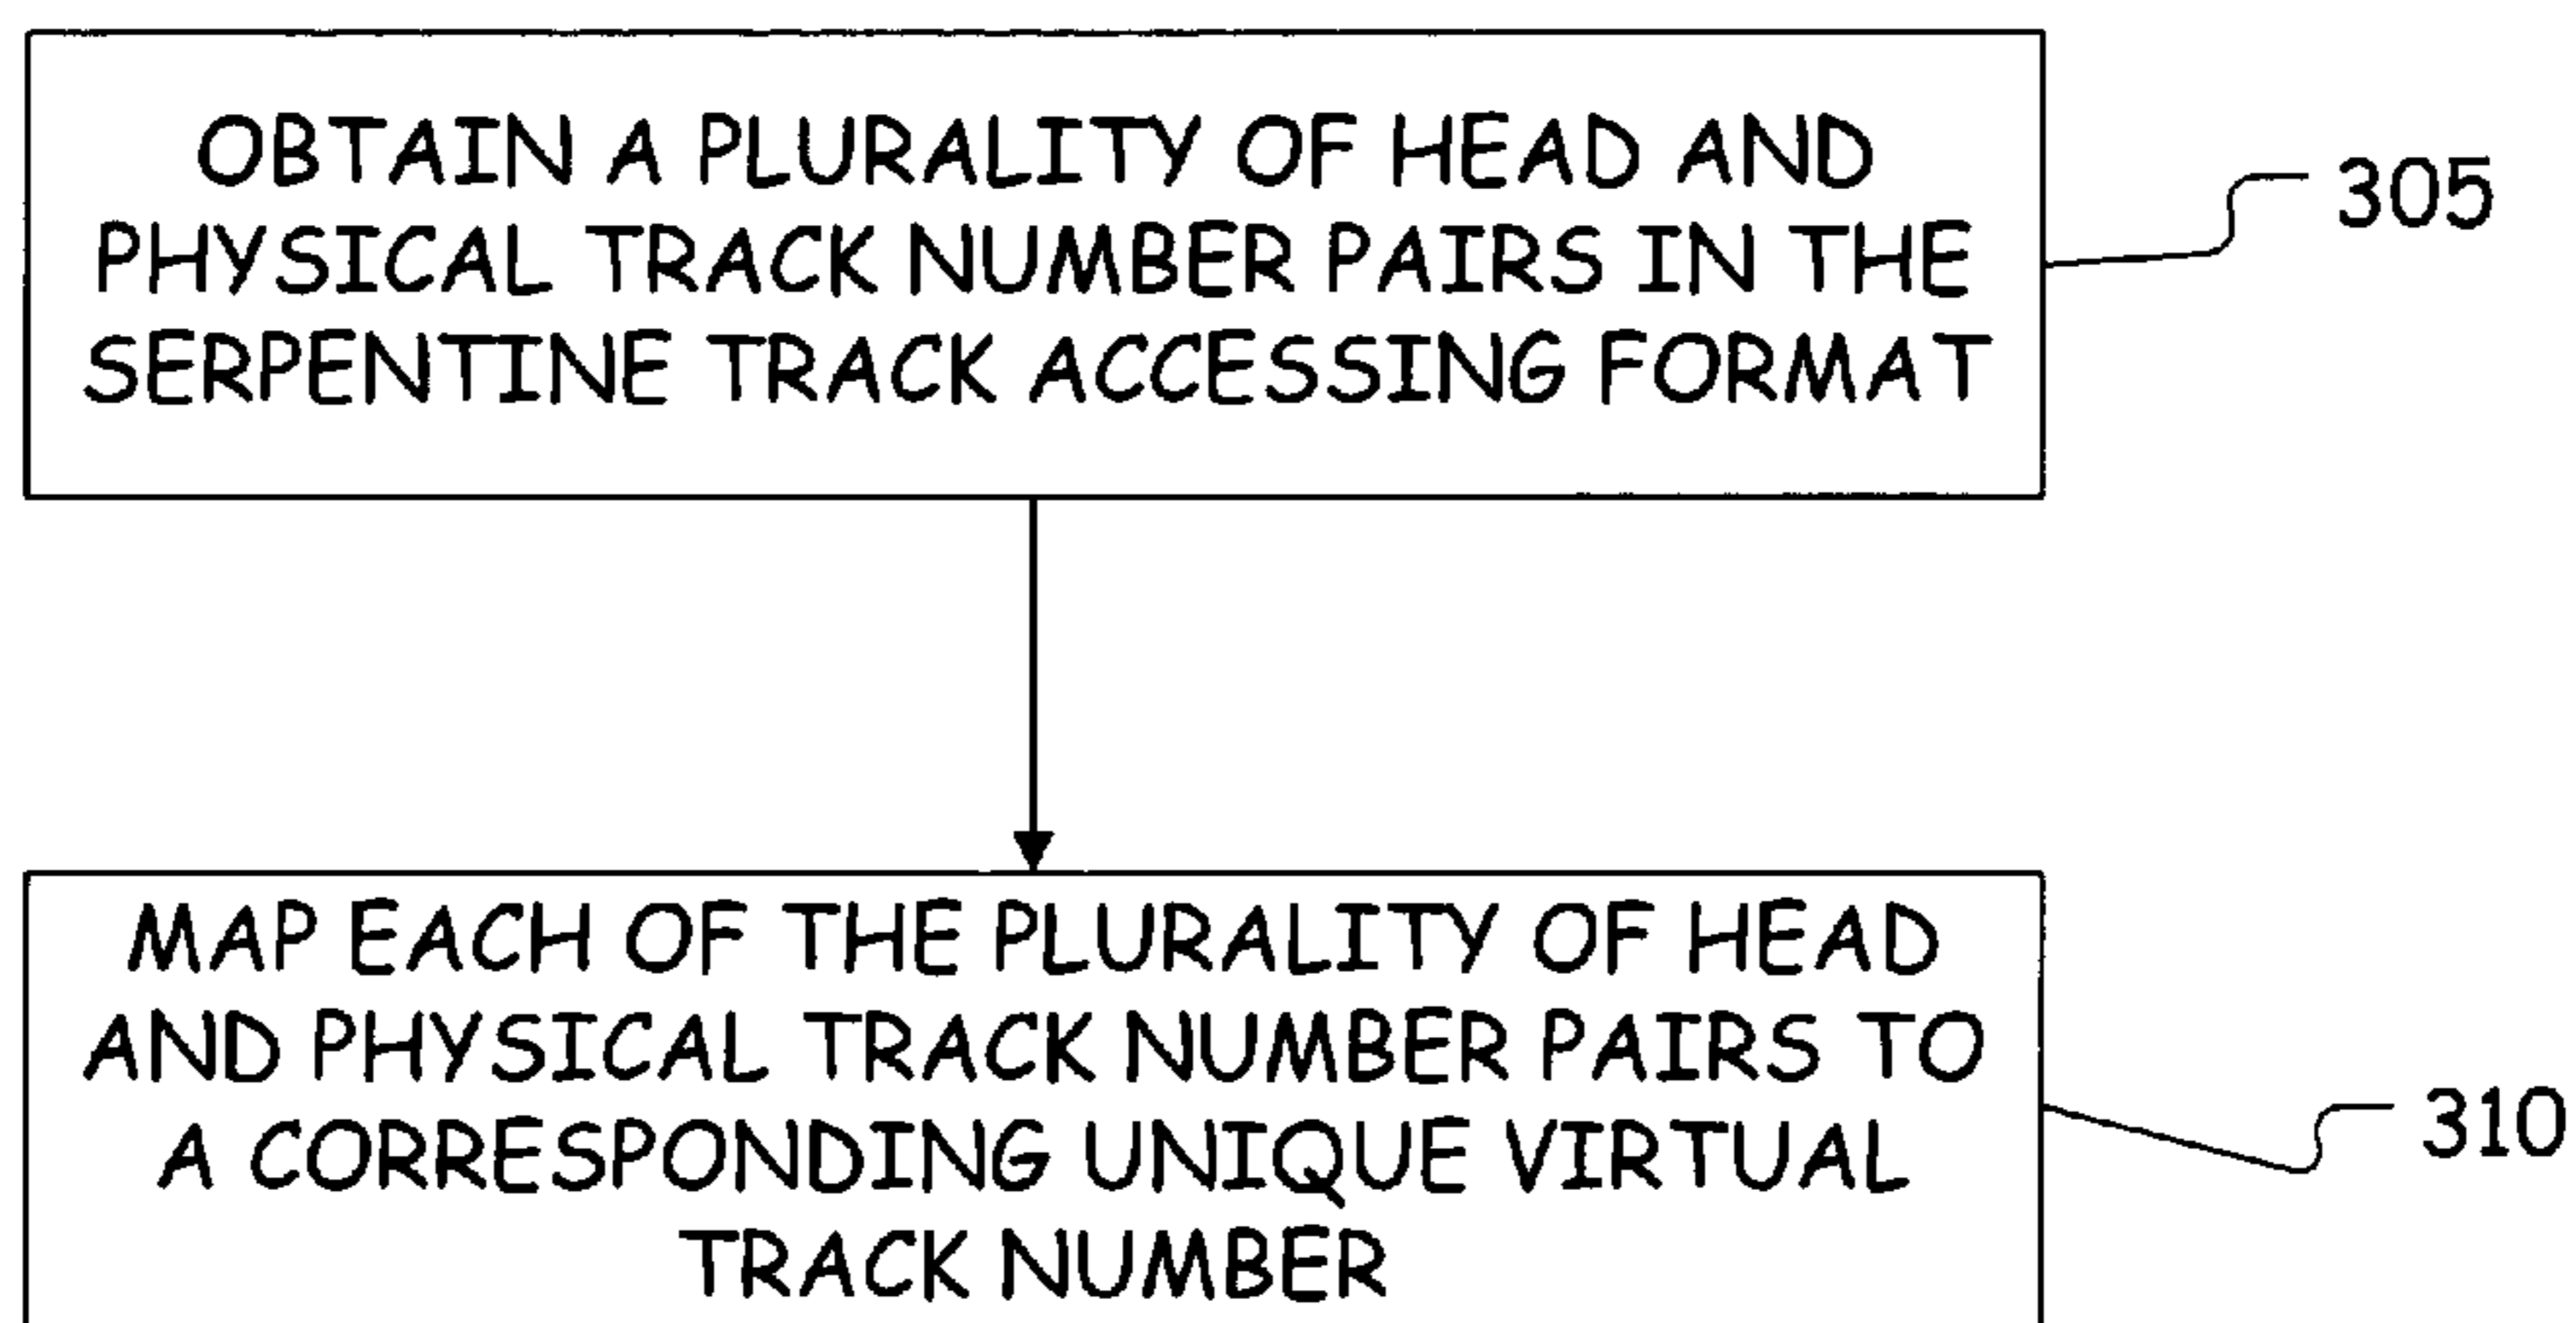 OBTAIN A PLURALITY OF HEAD AND
PHYSICAL TRACK NUMBER PAIRS IN THE
SERPENTINE TRACK ACCESSING FORMAT
305
MAP EACH OF THE PLURALITY OF HEAD
AND PHYSICAL TRACK NUMBER PAIRS TO
A CORRESPONDING UNIQUE VIRTUAL
TRACK NUMBER
310